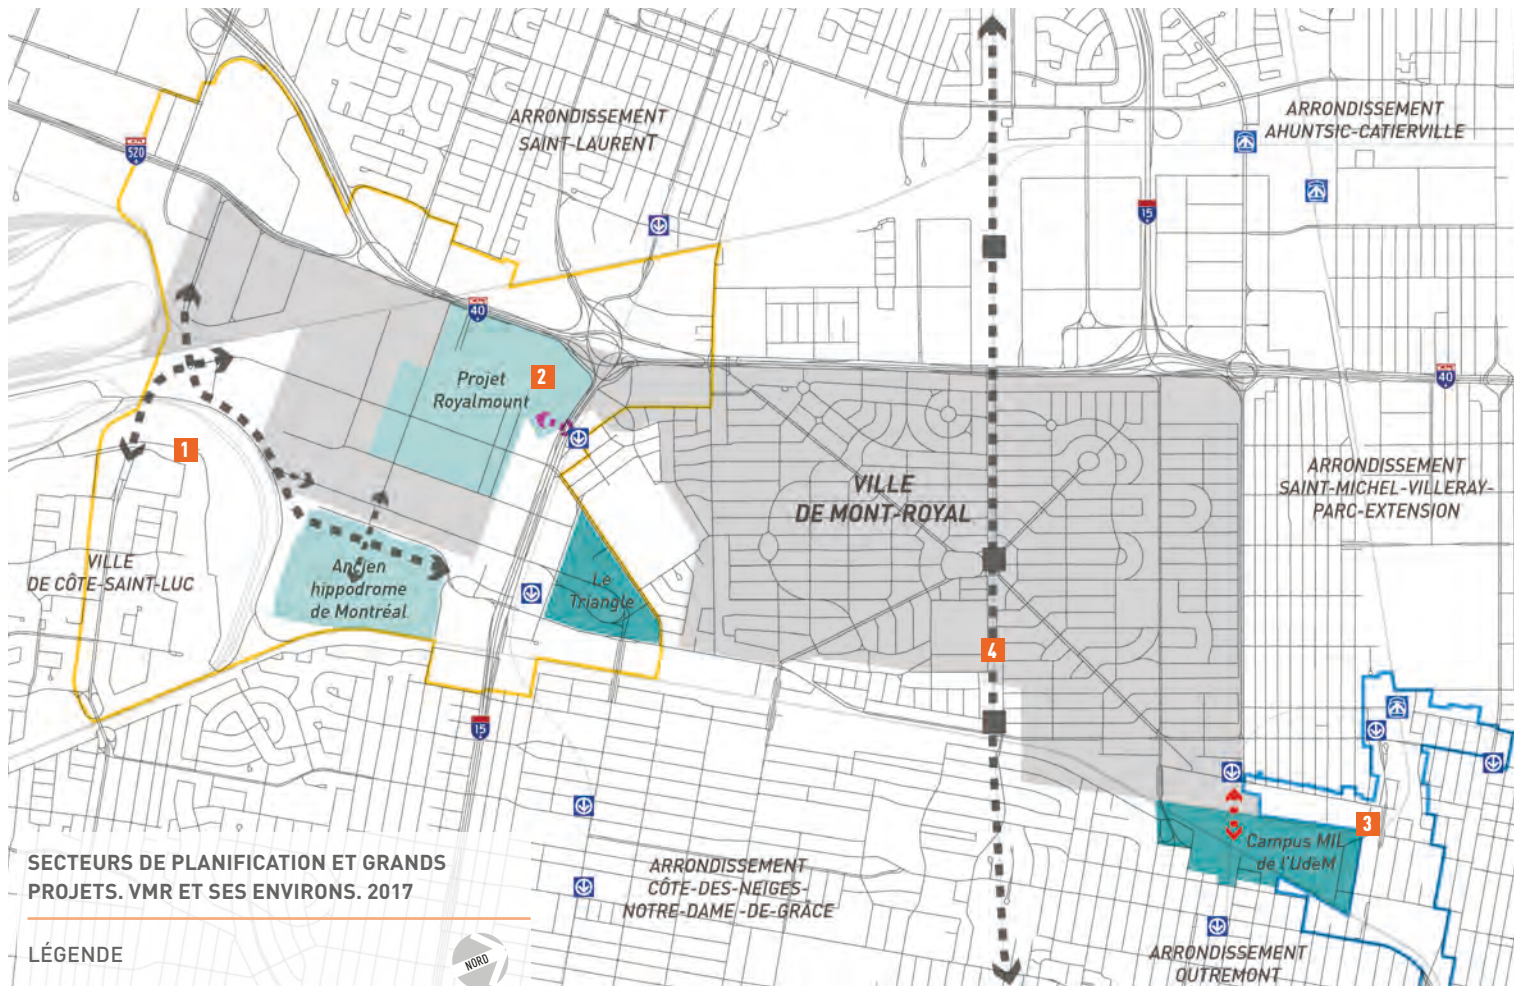 ARRONDISSEMENT
SAINT-LAURENT
ARRONDISSEMENT
AHUNTSIC-CATIERVILLE
520
15
40
40
Projet
Royalmount
2
1
VILLE
DE MONT-ROYAL
ARRONDISSEMENT
SAINT-MICHEL-VILLERAY-
PARC-EXTENSION
VILLE
DE CÔTE-SAINT-LUC
Ancien
hippodrome
de Montréal
Le
Triangle
4
15
3
Campus MIL
de l'UdeM
ARRONDISSEMENT
CÔTE-DES-NEIGES-
NOTRE-DAME -DE-GRÂCE
ARRONDISSEMENT
OUTREMONT
SECTEURS DE PLANIFICATION ET GRANDS
PROJETS. VMR ET SES ENVIRONS. 2017
LÉGENDE
NORD